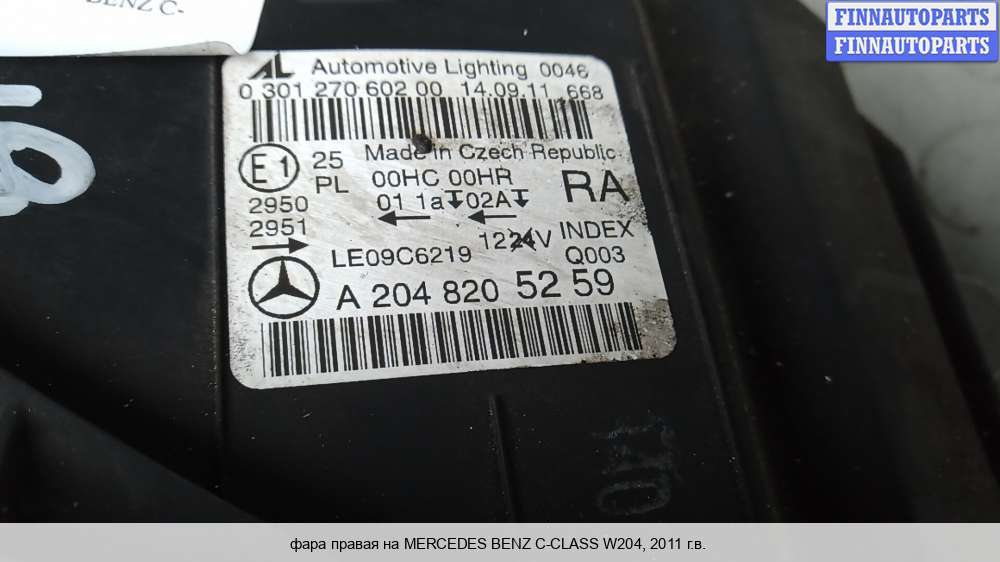 BENZ C-
FINNAUTOPARTS
FINNAUTOPARTS
AL Automotive Lighting 0046
0 301 270 602 00 14.09.11 668
E1 25 Made in Czech Republic
PL 00HC 00HR RA
2950 01 1a 02A
2951
LE09C6219 1224V INDEX
Q003
A 204 820 52 59
фара правая на MERCEDES BENZ C-CLASS W204, 2011 г.в.